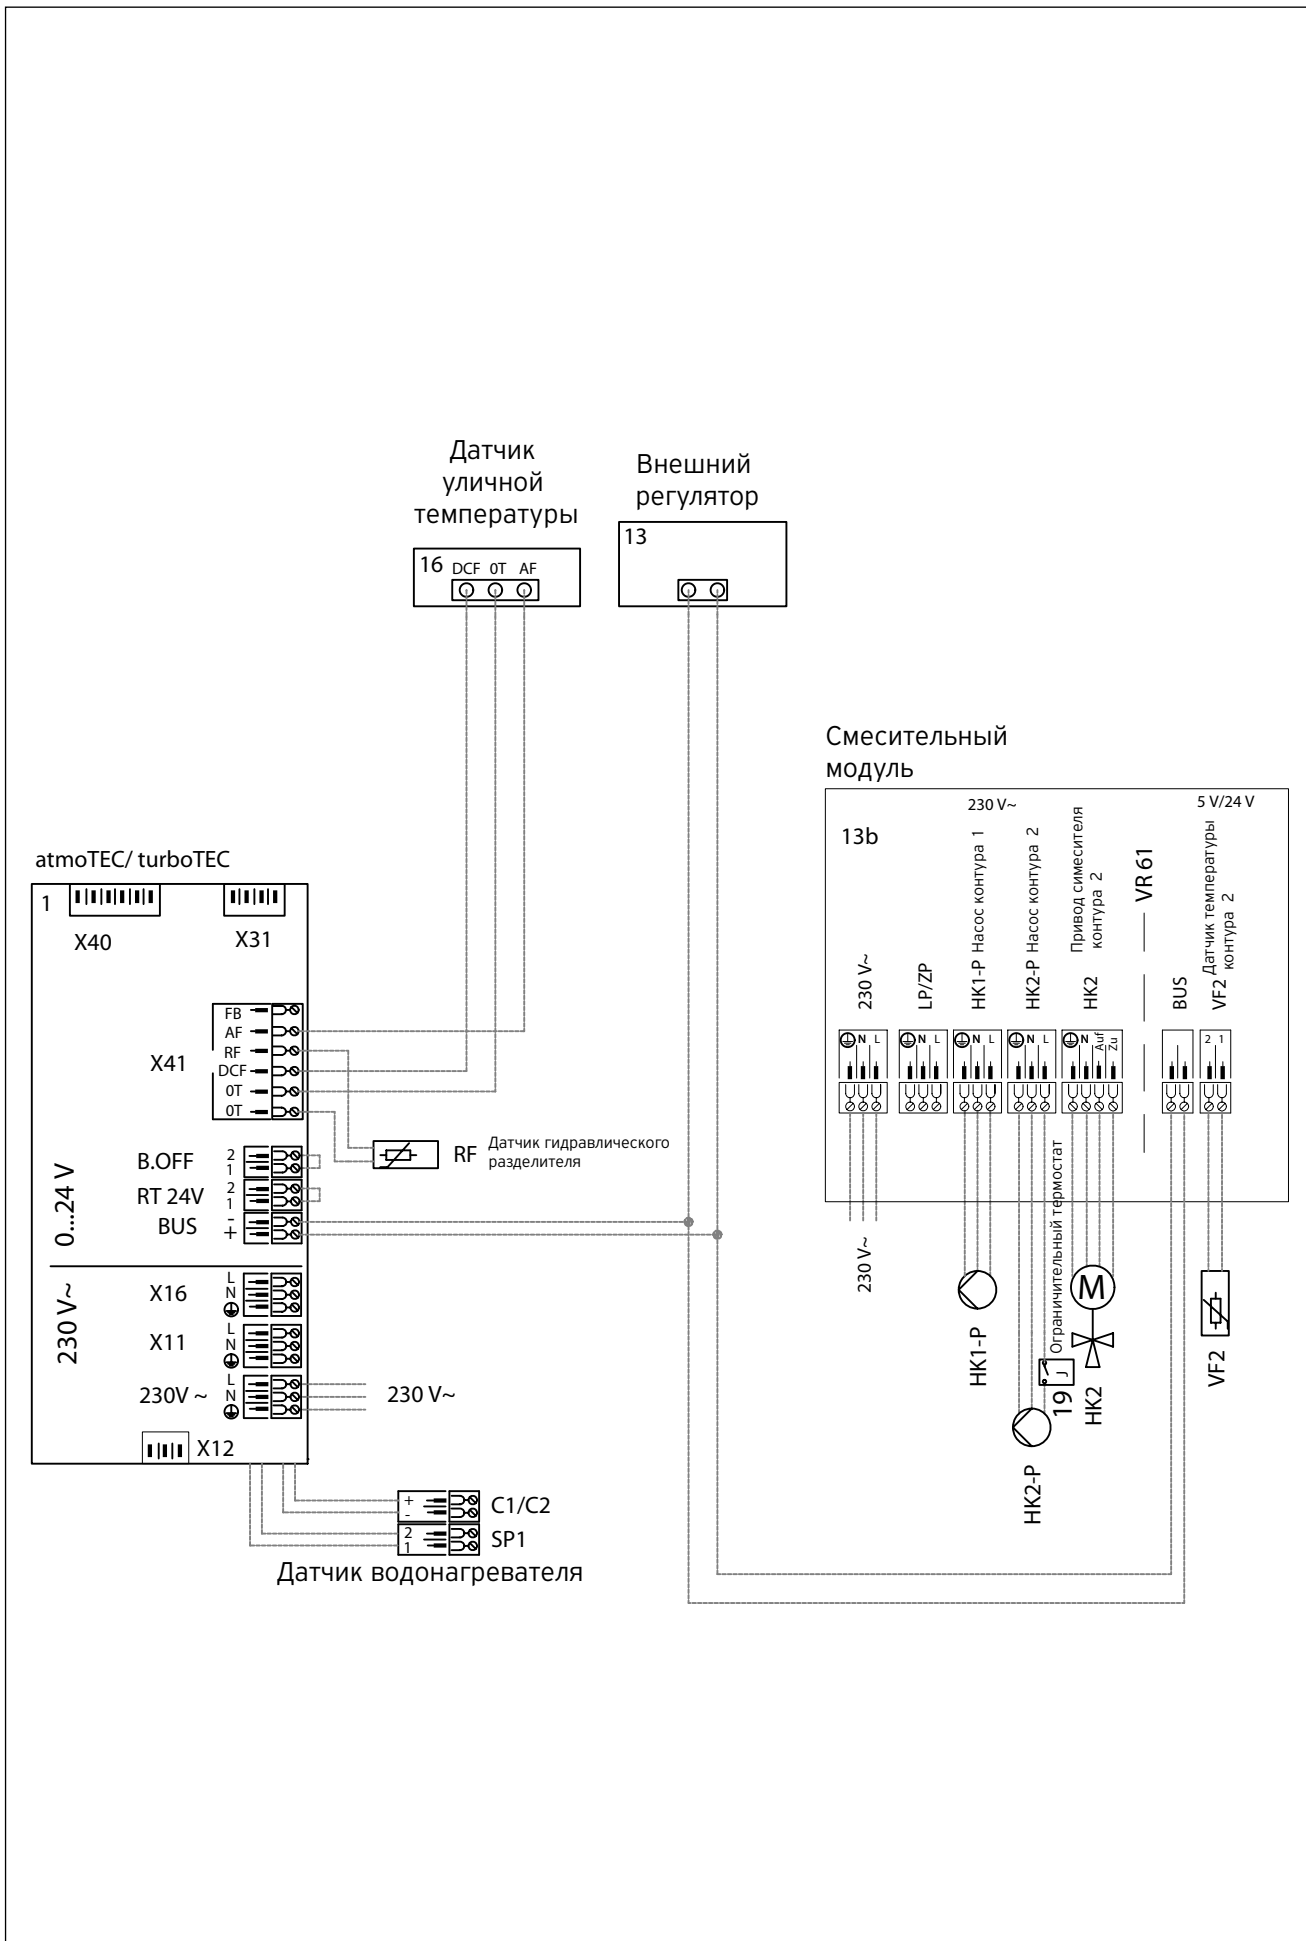 Датчик
уличной
температуры
16 DCF 0T AF
Внешний
регулятор
13
Смесительный
модуль
13b
230 V~
5 V/24 V
230 V~
LP/ZP
HK1-P Насос контура 1
HK2-P Насос контура 2
HK2
Привод симесителя
контура 2
VR 61
BUS
VF2 Датчик температуры
контура 2
N L
N L
N L
N L
N Auf Zu
2 1
230 V~
HK1-P
HK2-P
Ограничительный термостат
19
J
M
HK2
VF2
atmoTEC/ turboTEC
1
X40
X31
X41
FB
AF
RF
DCF
0T
0T
RF
Датчик гидравлического
разделителя
0...24 V
B.OFF
2
1
RT 24V
2
1
BUS
-
+
230 V~
X16
L
N
X11
L
N
230V ~
L
N
230 V~
X12
+
-
C1/C2
2
1
SP1
Датчик водонагревателя